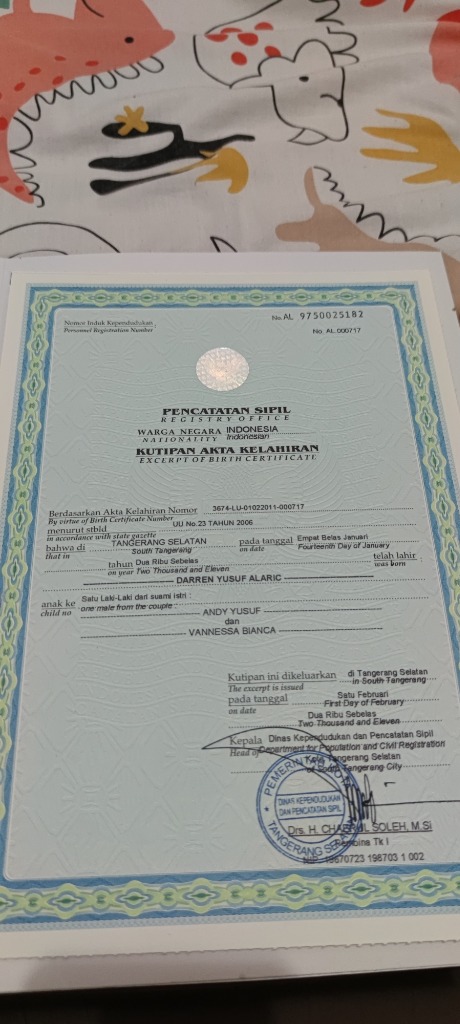 Nomor Induk Kependudukan :
Personnel Registration Number
No. AL 9750025182
No. AL 000717
PENCATATAN SIPIL
REGISTRY OFFICE
WARGA NEGARA INDONESIA
NATIONALITY Indonesian
KUTIPAN AKTA KELAHIRAN
EXCERPT OF BIRTH CERTIFICATE
Berdasarkan Akta Kelahiran Nomor 3674-LU-01022011-000717
By virtue of Birth Certificate Number
menurut stbld UU No.23 TAHUN 2006
in accordance with state gazette
bahwa di TANGERANG SELATAN pada tanggal Empat Belas Januari
that in South Tangerang on date Fourteenth Day of January
tahun Dua Ribu Sebelas telah lahir
on year Two Thousand and Eleven was born
DARREN YUSUF ALARIC
anak ke Satu Laki-Laki dari suami istri :
child no one male from the couple :
ANDY YUSUF
dan
VANNESSA BIANCA
Kutipan ini dikeluarkan di Tangerang Selatan
The excerpt is issued in South Tangerang
pada tanggal Satu Februari
on date First Day of February
Dua Ribu Sebelas
Two Thousand and Eleven
Kepala Dinas Kependudukan dan Pencatatan Sipil
Head of Department for Population and Civil Registration
Tangerang Selatan
of South Tangerang City
PEMERINTAH KOTA
DINAS KEPENDUDUKAN
DAN PENCATATAN SIPIL
TANGERANG SELATAN
Drs. H. SOLEH, M.Si
Pembina Tk I
670723 198703 1 002